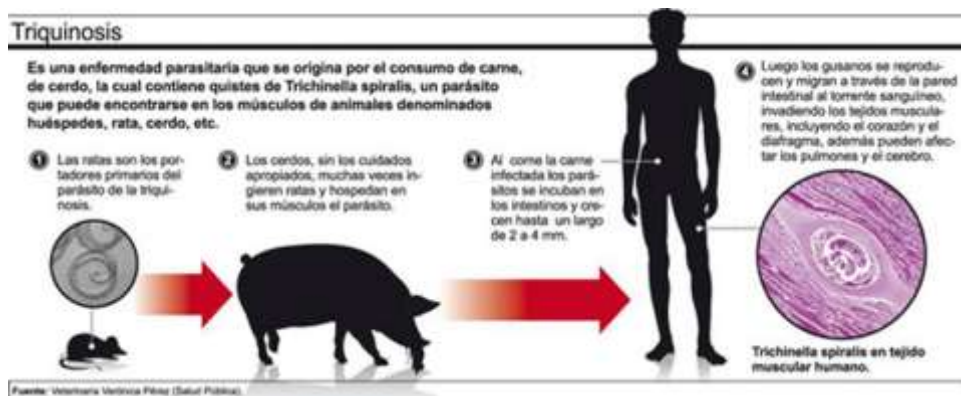 Triquinosis
Es una enfermedad parasitaria que se origina por el consumo de carne,
de cerdo, la cual contiene quistes de Trichinella spiralis, un parásito
que puede encontrarse en los músculos de animales denominados
huéspedes, rata, cerdo, etc.
1 Las ratas son los por-
tadores primarios del
parásito de la triqui-
nosis.
2 Los cerdos, sin los cuidados
apropiados, muchas veces in-
gieren ratas y hospedan en
sus músculos el parásito.
3 Al come la carne
infectada los pará-
sitos se incuban en
los intestinos y cre-
cen hasta un largo
de 2 a 4 mm.
4 Luego los gusanos se reprodu-
cen y migran a través de la pared
intestinal al torrente sanguíneo,
invadiendo los tejidos muscula-
res, incluyendo el corazón y el
diafragma, además pueden afec-
tar los pulmones y el cerebro.
Trichinella spiralis en tejido
muscular humano.
Fuente: Veterinaria Verónica Pérez (Salud Pública).